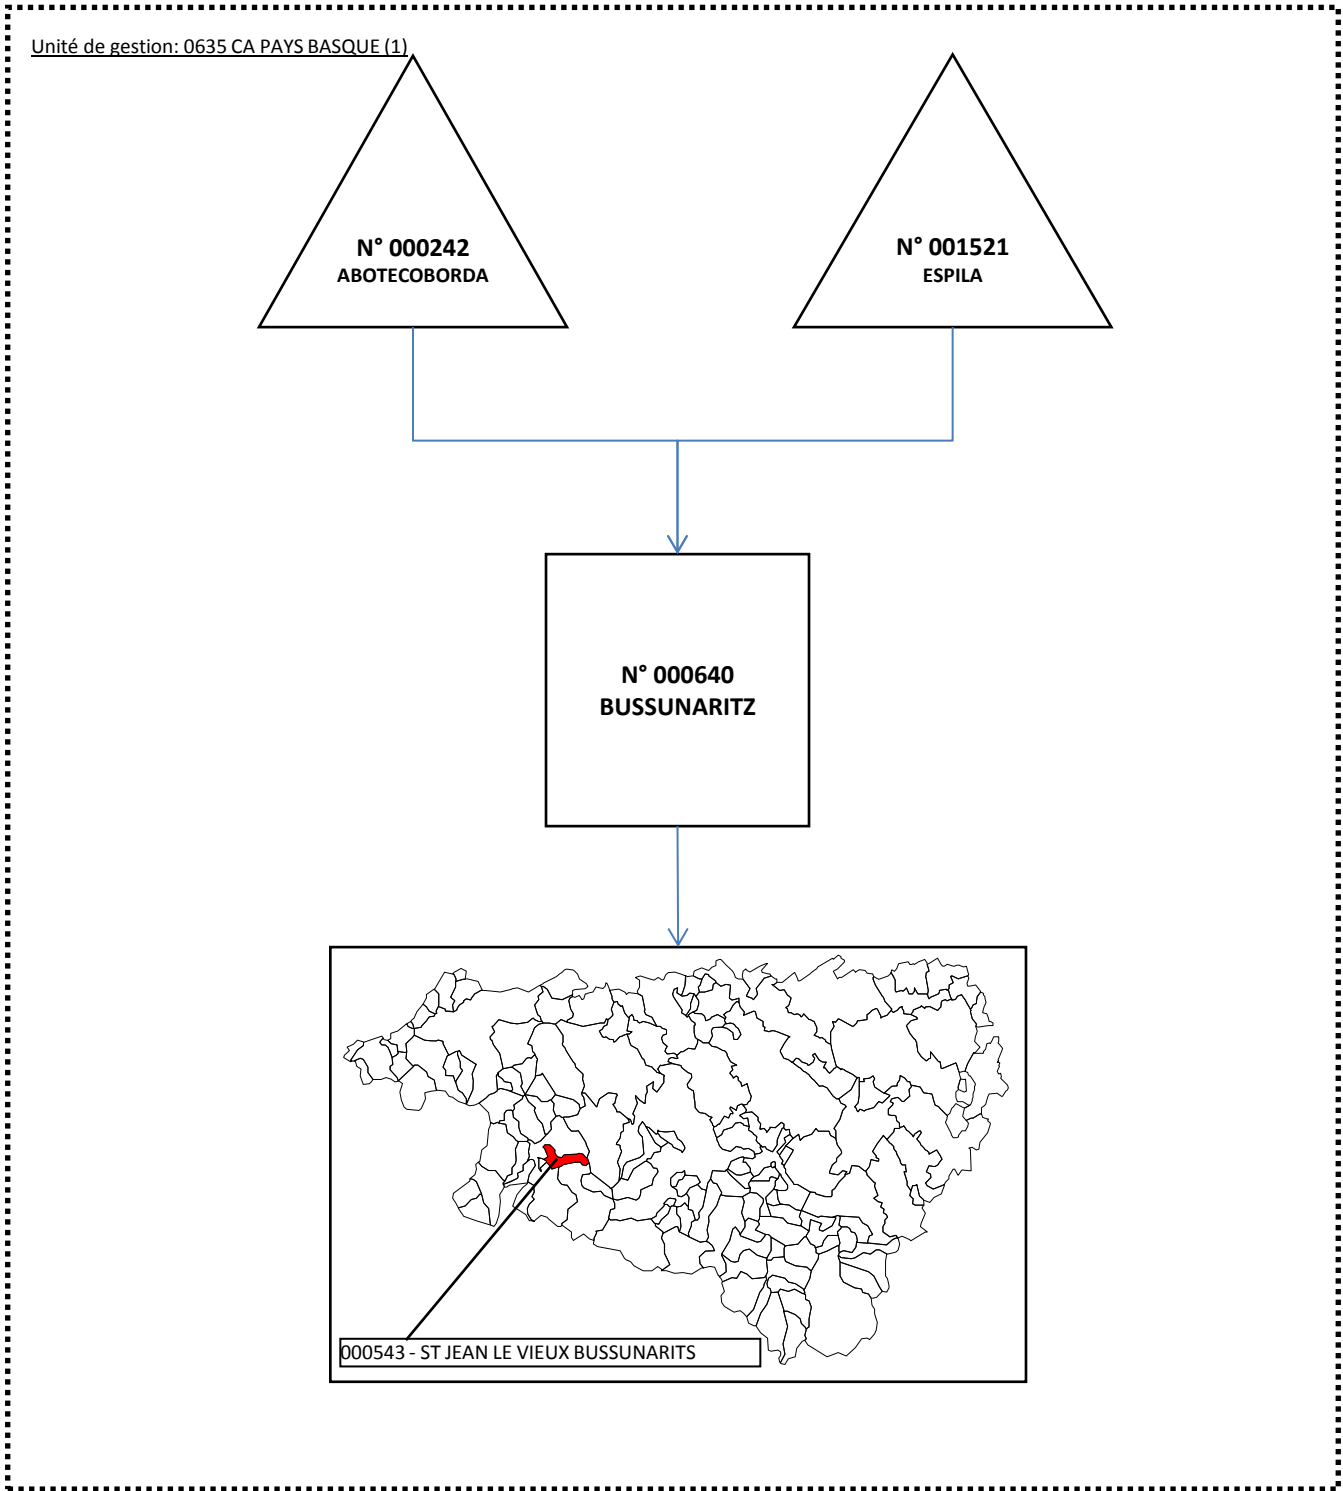 Unité de gestion: 0635 CA PAYS BASQUE (1)
N° 000242
ABOTECOBORDA
N° 001521
ESPILA
N° 000640
BUSSUNARITZ
000543 - ST JEAN LE VIEUX BUSSUNARITS